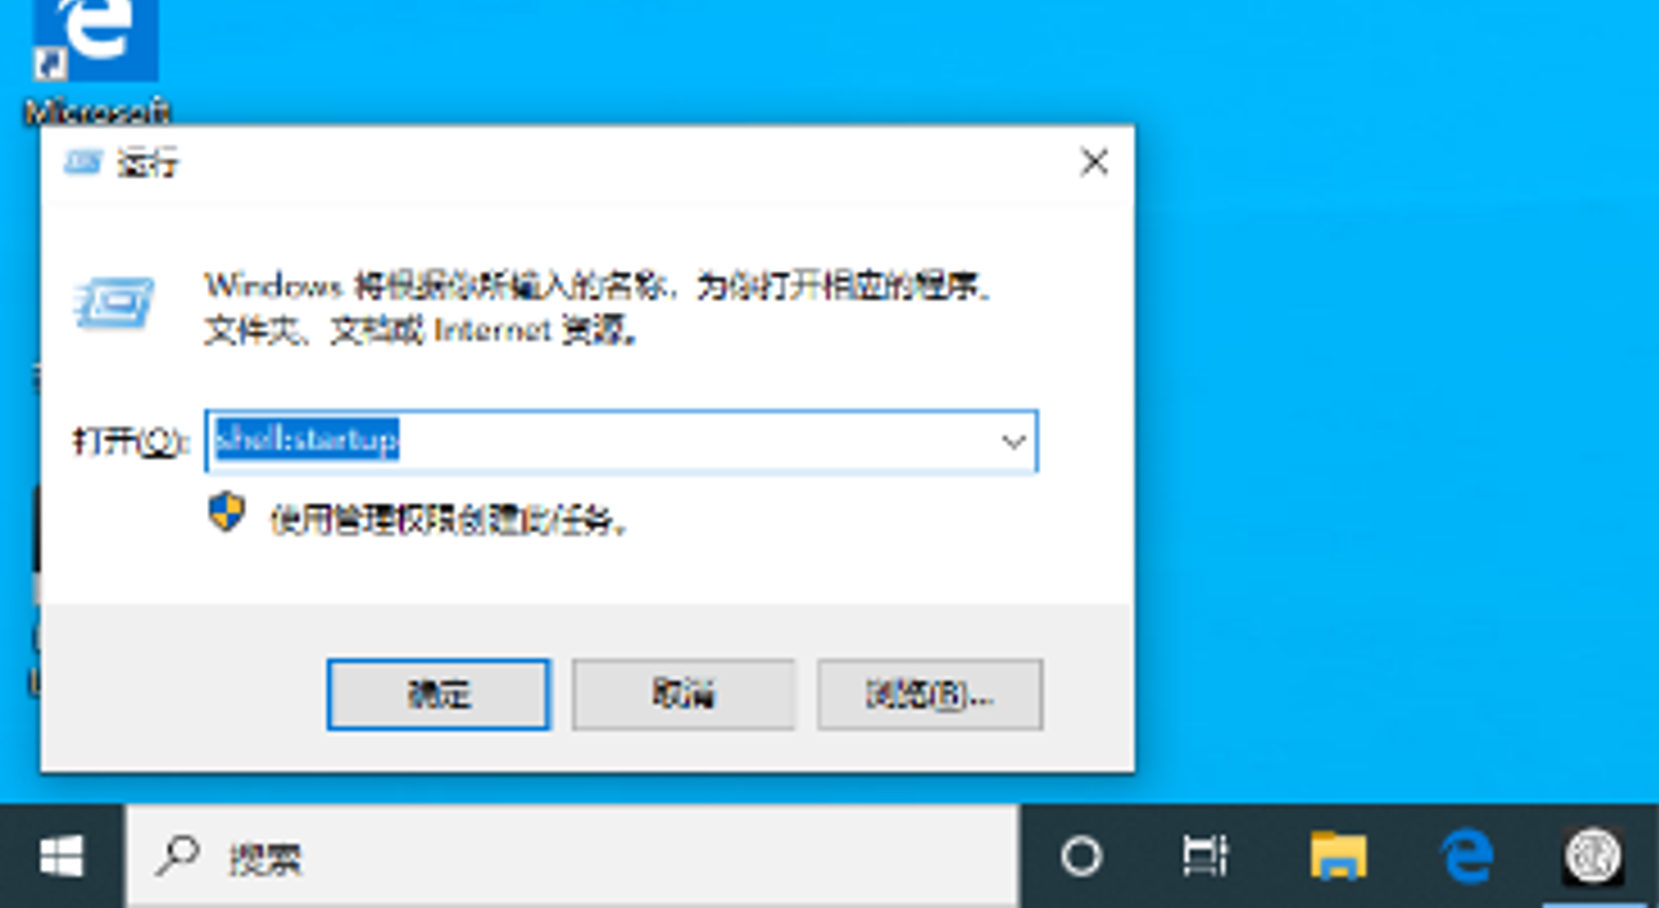 Microsoft
运行
Windows 将根据你所输入的名称，为你打开相应的程序、
文件夹、文档或 Internet 资源。
打开(O):
shell:startup
使用管理权限创建此任务。
确定
取消
浏览(B)...
搜索